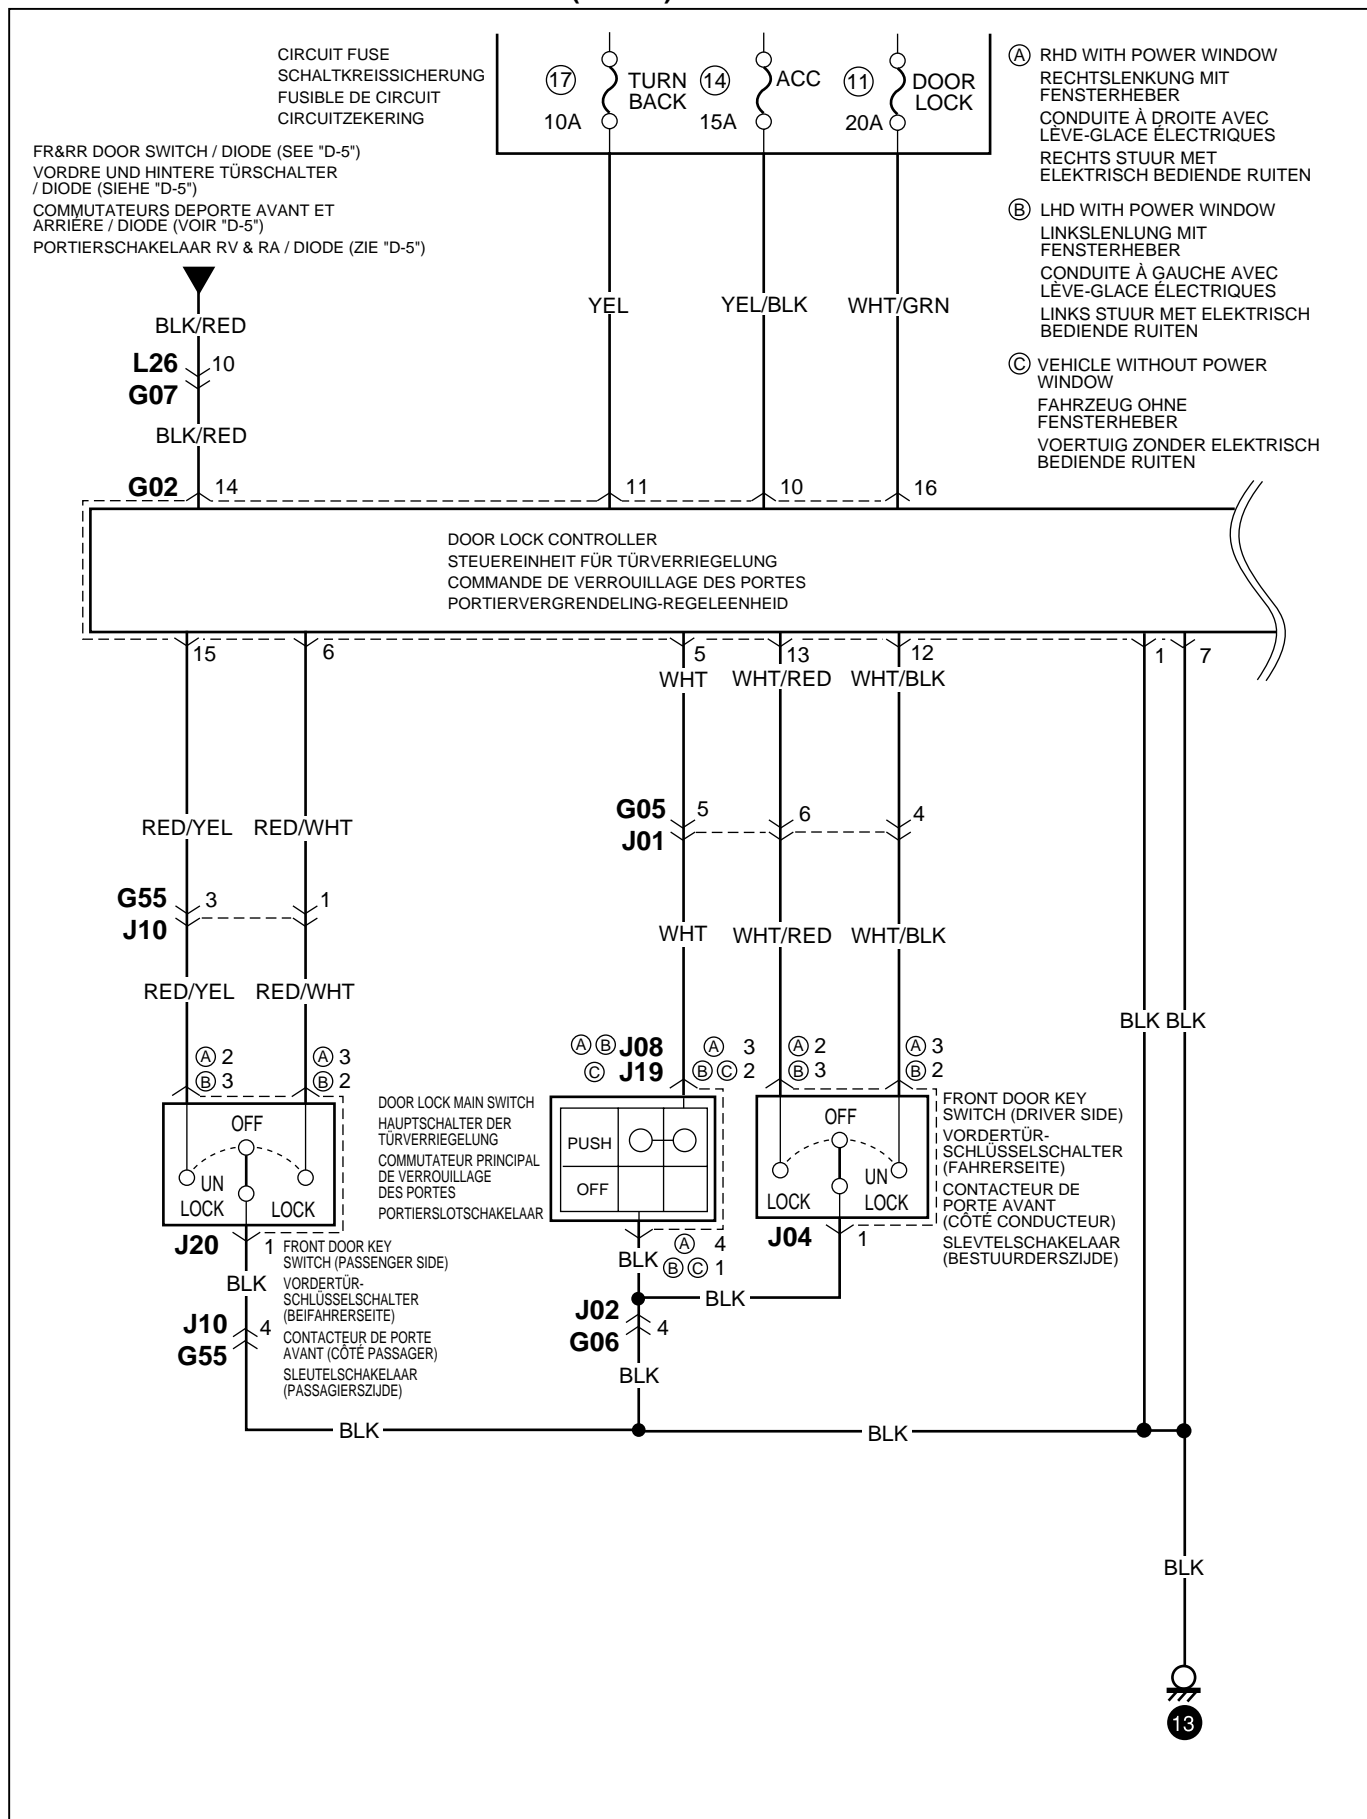 CIRCUIT FUSE
SCHALTKREISSICHERUNG
FUSIBLE DE CIRCUIT
CIRCUITZEKERING
17
10A
TURN
BACK
14
15A
ACC
11
20A
DOOR
LOCK
A RHD WITH POWER WINDOW
RECHTSLENKUNG MIT
FENSTERHEBER
CONDUITE À DROITE AVEC
LÈVE-GLACE ÉLECTRIQUES
RECHTS STUUR MET
ELEKTRISCH BEDIENDE RUITEN
B LHD WITH POWER WINDOW
LINKSLENLUNG MIT
FENSTERHEBER
CONDUITE À GAUCHE AVEC
LÈVE-GLACE ÉLECTRIQUES
LINKS STUUR MET ELEKTRISCH
BEDIENDE RUITEN
C VEHICLE WITHOUT POWER
WINDOW
FAHRZEUG OHNE
FENSTERHEBER
VOERTUIG ZONDER ELEKTRISCH
BEDIENDE RUITEN
FR&RR DOOR SWITCH / DIODE (SEE "D-5")
VORDRE UND HINTERE TÜRSCHALTER
/ DIODE (SIEHE "D-5")
COMMUTATEURS DEPORTE AVANT ET
ARRIÉRE / DIODE (VOIR "D-5")
PORTIERSCHAKELAAR RV & RA / DIODE (ZIE "D-5")
BLK/RED
YEL
YEL/BLK
WHT/GRN
L26 10
G07
BLK/RED
G02 14
11
10
16
DOOR LOCK CONTROLLER
STEUEREINHEIT FÜR TÜRVERRIEGELUNG
COMMANDE DE VERROUILLAGE DES PORTES
PORTIERVERGRENDELING-REGELEENHEID
15
6
5
13
12
1
7
WHT
WHT/RED
WHT/BLK
G05 5
6
4
J01
RED/YEL
RED/WHT
G55 3
1
J10
WHT
WHT/RED
WHT/BLK
RED/YEL
RED/WHT
BLK
BLK
A 2
B 3
A 3
B 2
A B J08
C J19
A 3
B C 2
A 2
B 3
A 3
B 2
OFF
UN
LOCK
LOCK
DOOR LOCK MAIN SWITCH
HAUPTSCHALTER DER
TÜRVERRIEGELUNG
COMMUTATEUR PRINCIPAL
DE VERROUILLAGE
DES PORTES
PORTIERSLOTSCHAKELAAR
PUSH
OFF
OFF
LOCK
UN
LOCK
FRONT DOOR KEY
SWITCH (DRIVER SIDE)
VORDERTÜR-
SCHLÜSSELSCHALTER
(FAHRERSEITE)
CONTACTEUR DE
PORTE AVANT
(CÔTÉ CONDUCTEUR)
SLEVTELSCHAKELAAR
(BESTUURDERSZIJDE)
J20 1
FRONT DOOR KEY
SWITCH (PASSENGER SIDE)
VORDERTÜR-
SCHLÜSSELSCHALTER
(BEIFAHRERSEITE)
CONTACTEUR DE PORTE
AVANT (CÔTÉ PASSAGER)
SLEUTELSCHAKELAAR
(PASSAGIERSZIJDE)
BLK
J10 4
G55
BLK
A 4
B C 1
J04 1
BLK
J02
4
G06
BLK
BLK
BLK
BLK
13